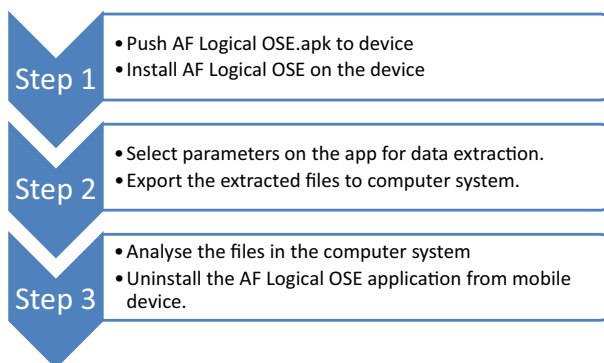 Step 1
•Push AF Logical OSE.apk to device
•Install AF Logical OSE on the device
Step 2
•Select parameters on the app for data extraction.
•Export the extracted files to computer system.
Step 3
•Analyse the files in the computer system
•Uninstall the AF Logical OSE application from mobile
device.